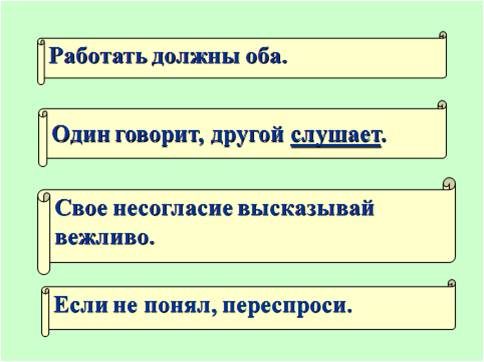 Работать должны оба.
Один говорит, другой слушает.
Свое несогласие высказывай
вежливо.
Если не понял, переспроси.